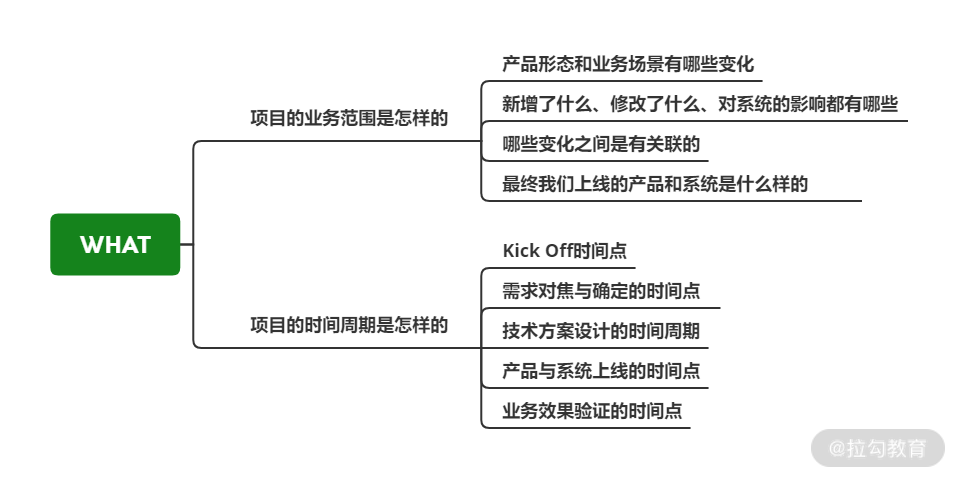 WHAT
项目的业务范围是怎样的
产品形态和业务场景有哪些变化
新增了什么、修改了什么、对系统的影响都有哪些
哪些变化之间是有关联的
最终我们上线的产品和系统是什么样的
项目的时间周期是怎样的
Kick Off时间点
需求对焦与确定的时间点
技术方案设计的时间周期
产品与系统上线的时间点
业务效果验证的时间点
@拉勾教育